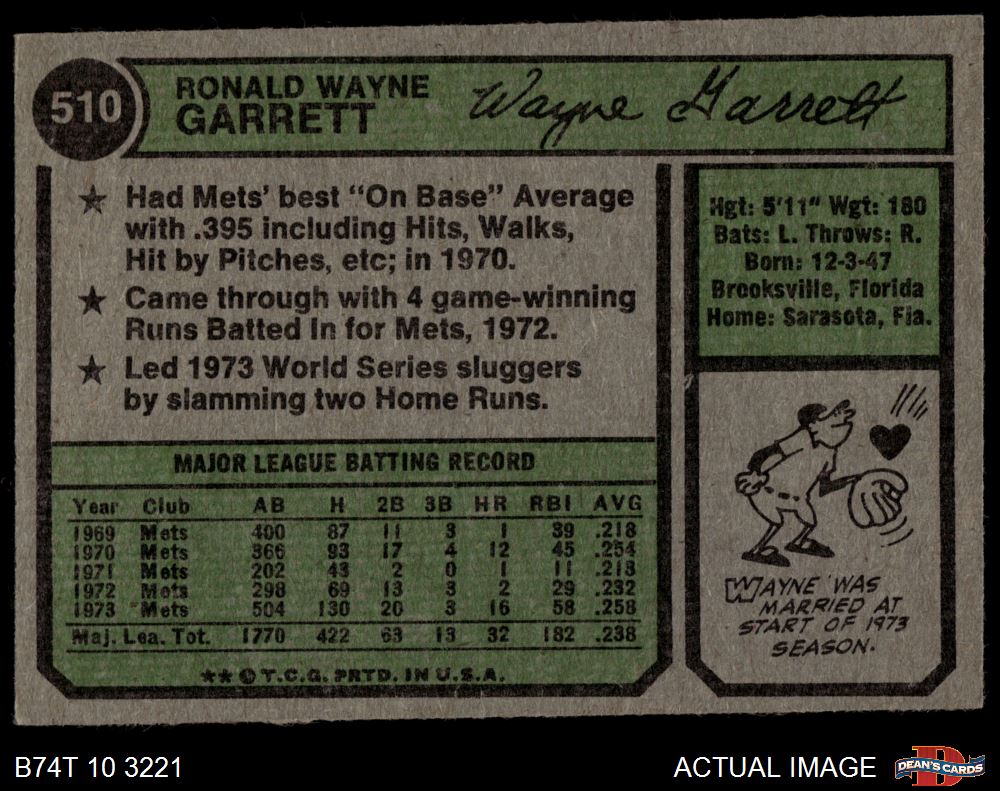 510
RONALD WAYNE
GARRETT
Wayne Garrett
★ Had Mets' best "On Base" Average
with .395 including Hits, Walks,
Hit by Pitches, etc; in 1970.
★ Came through with 4 game-winning
Runs Batted In for Mets, 1972.
★ Led 1973 World Series sluggers
by slamming two Home Runs.
Hgt: 5'11" Wgt: 180
Bats: L. Throws: R.
Born: 12-3-47
Brooksville, Florida
Home: Sarasota, Fla.
MAJOR LEAGUE BATTING RECORD
Year Club AB H 2B 3B HR RBI AVG
1969 Mets 400 87 11 3 1 39 .218
1970 Mets 366 93 17 4 12 45 .254
1971 Mets 202 43 2 0 1 11 .213
1972 Mets 298 69 13 3 2 29 .232
1973 Mets 504 130 20 3 16 58 .258
Maj. Lea. Tot. 1770 422 63 13 32 182 .238
**© T.C.G. PRTD. IN U.S.A.
WAYNE WAS
MARRIED AT
START OF 1973
SEASON.
B74T 10 3221
ACTUAL IMAGE
DEAN'S CARDS